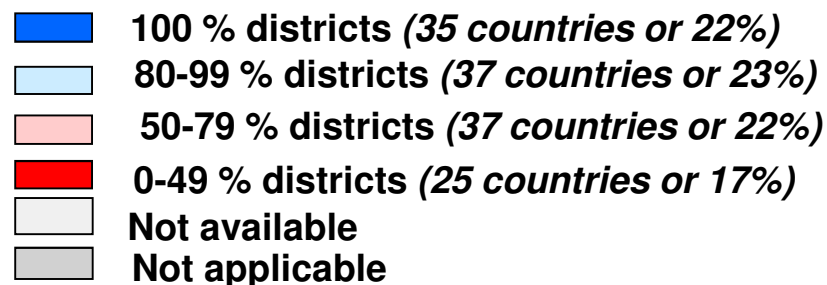 100 % districts (35 countries or 22%)
80-99 % districts (37 countries or 23%)
50-79 % districts (37 countries or 22%)
0-49 % districts (25 countries or 17%)
Not available
Not applicable